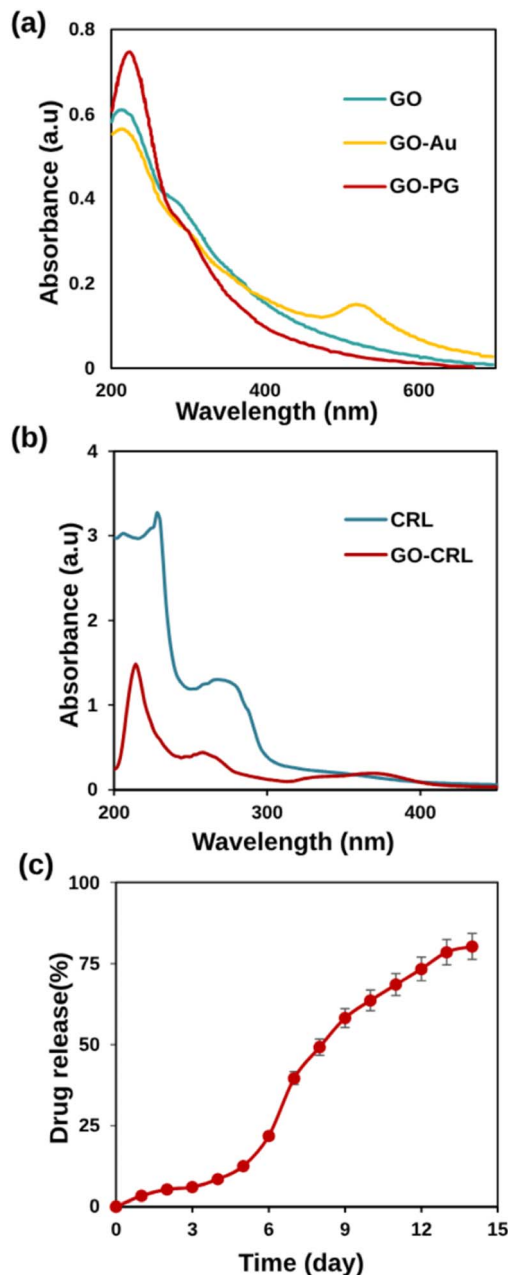 (a)
Absorbance (a.u)
0.8
0.6
0.4
0.2
0
GO
GO-Au
GO-PG
200
400
600
Wavelength (nm)
(b)
Absorbance (a.u)
4
3
2
1
0
CRL
GO-CRL
200
300
400
Wavelength (nm)
(c)
Drug release(%)
100
75
50
25
0
0
3
6
9
12
15
Time (day)